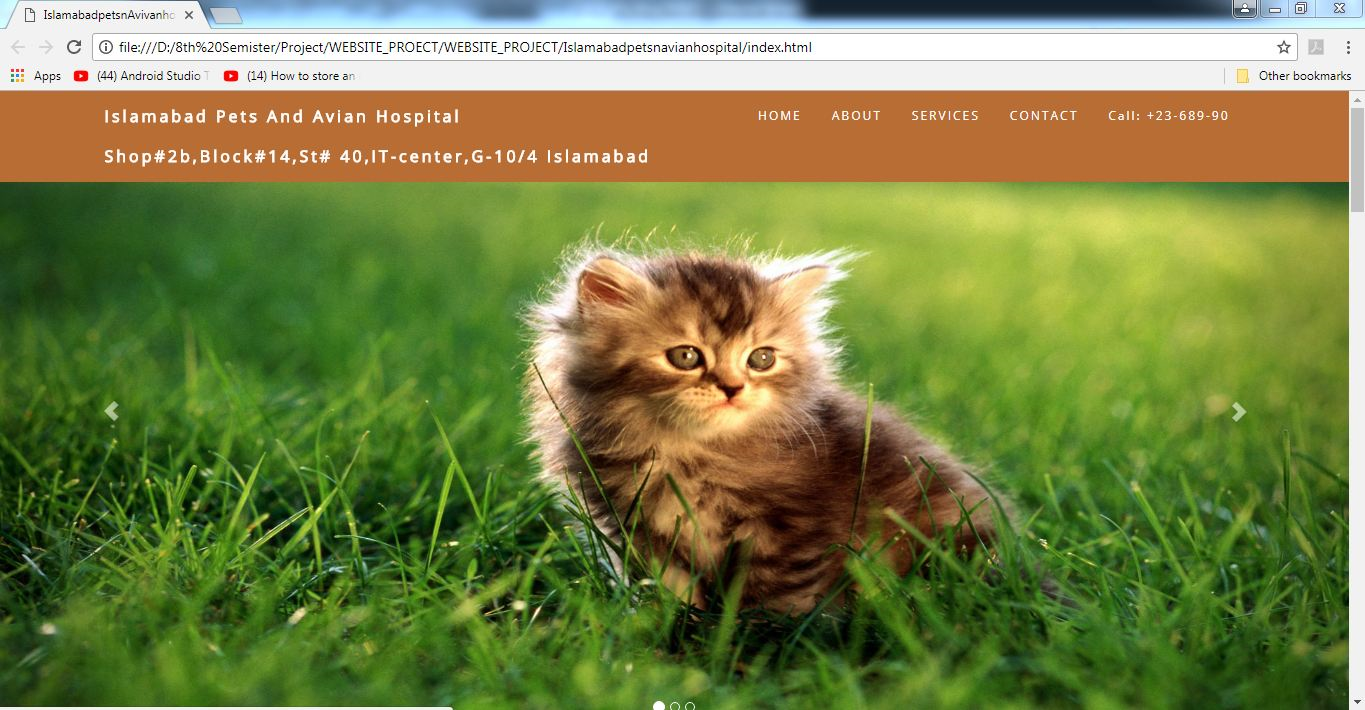 IslamabadpetsnAvivanho
file:///D:/8th%20Semister/Project/WEBSITE_PROECT/WEBSITE_PROJECT/Islamabadpetsnavianhospital/index.html
Apps (44) Android Studio T (14) How to store an Other bookmarks
Islamabad Pets And Avian Hospital HOME ABOUT SERVICES CONTACT Call: +23-689-90
Shop#2b,Block#14,St# 40,IT-center,G-10/4 Islamabad